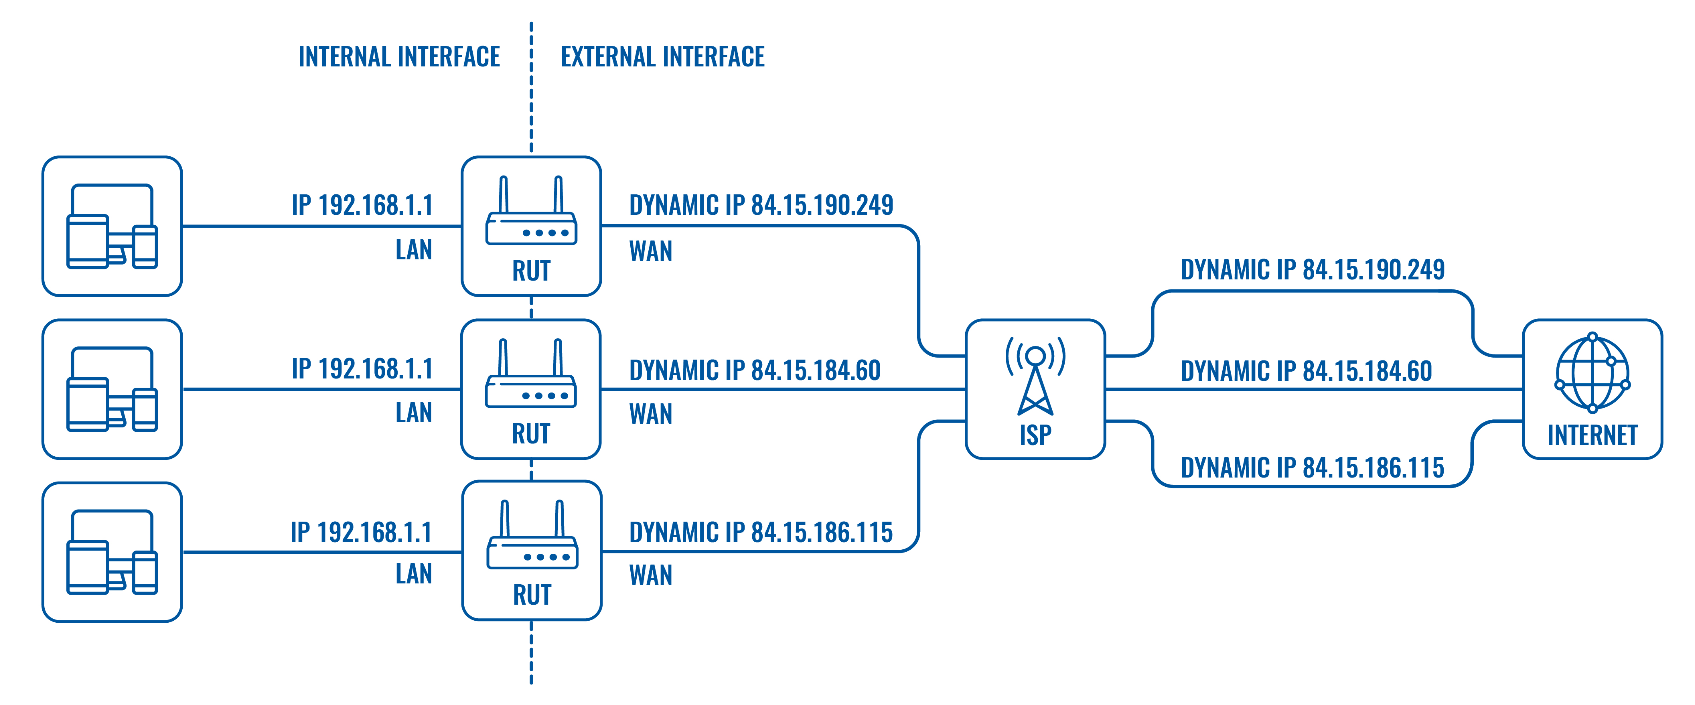 INTERNAL INTERFACE
EXTERNAL INTERFACE
IP 192.168.1.1
LAN
RUT
DYNAMIC IP 84.15.190.249
WAN
IP 192.168.1.1
LAN
RUT
DYNAMIC IP 84.15.184.60
WAN
IP 192.168.1.1
LAN
RUT
DYNAMIC IP 84.15.186.115
WAN
ISP
DYNAMIC IP 84.15.190.249
DYNAMIC IP 84.15.184.60
DYNAMIC IP 84.15.186.115
INTERNET